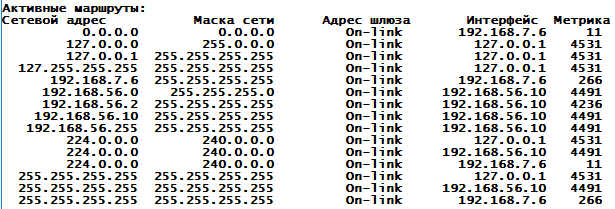 Активные маршруты:
Сетевой адрес Маска сети Адрес шлюза Интерфейс Метрика
0.0.0.0 0.0.0.0 On-link 192.168.7.6 11
127.0.0.0 255.0.0.0 On-link 127.0.0.1 4531
127.0.0.1 255.255.255.255 On-link 127.0.0.1 4531
127.255.255.255 255.255.255.255 On-link 127.0.0.1 4531
192.168.7.6 255.255.255.255 On-link 192.168.7.6 266
192.168.56.0 255.255.255.0 On-link 192.168.56.10 4491
192.168.56.2 255.255.255.255 On-link 192.168.56.10 4236
192.168.56.10 255.255.255.255 On-link 192.168.56.10 4491
192.168.56.255 255.255.255.255 On-link 192.168.56.10 4491
224.0.0.0 240.0.0.0 On-link 127.0.0.1 4531
224.0.0.0 240.0.0.0 On-link 192.168.56.10 4491
224.0.0.0 240.0.0.0 On-link 192.168.7.6 11
255.255.255.255 255.255.255.255 On-link 127.0.0.1 4531
255.255.255.255 255.255.255.255 On-link 192.168.56.10 4491
255.255.255.255 255.255.255.255 On-link 192.168.7.6 266